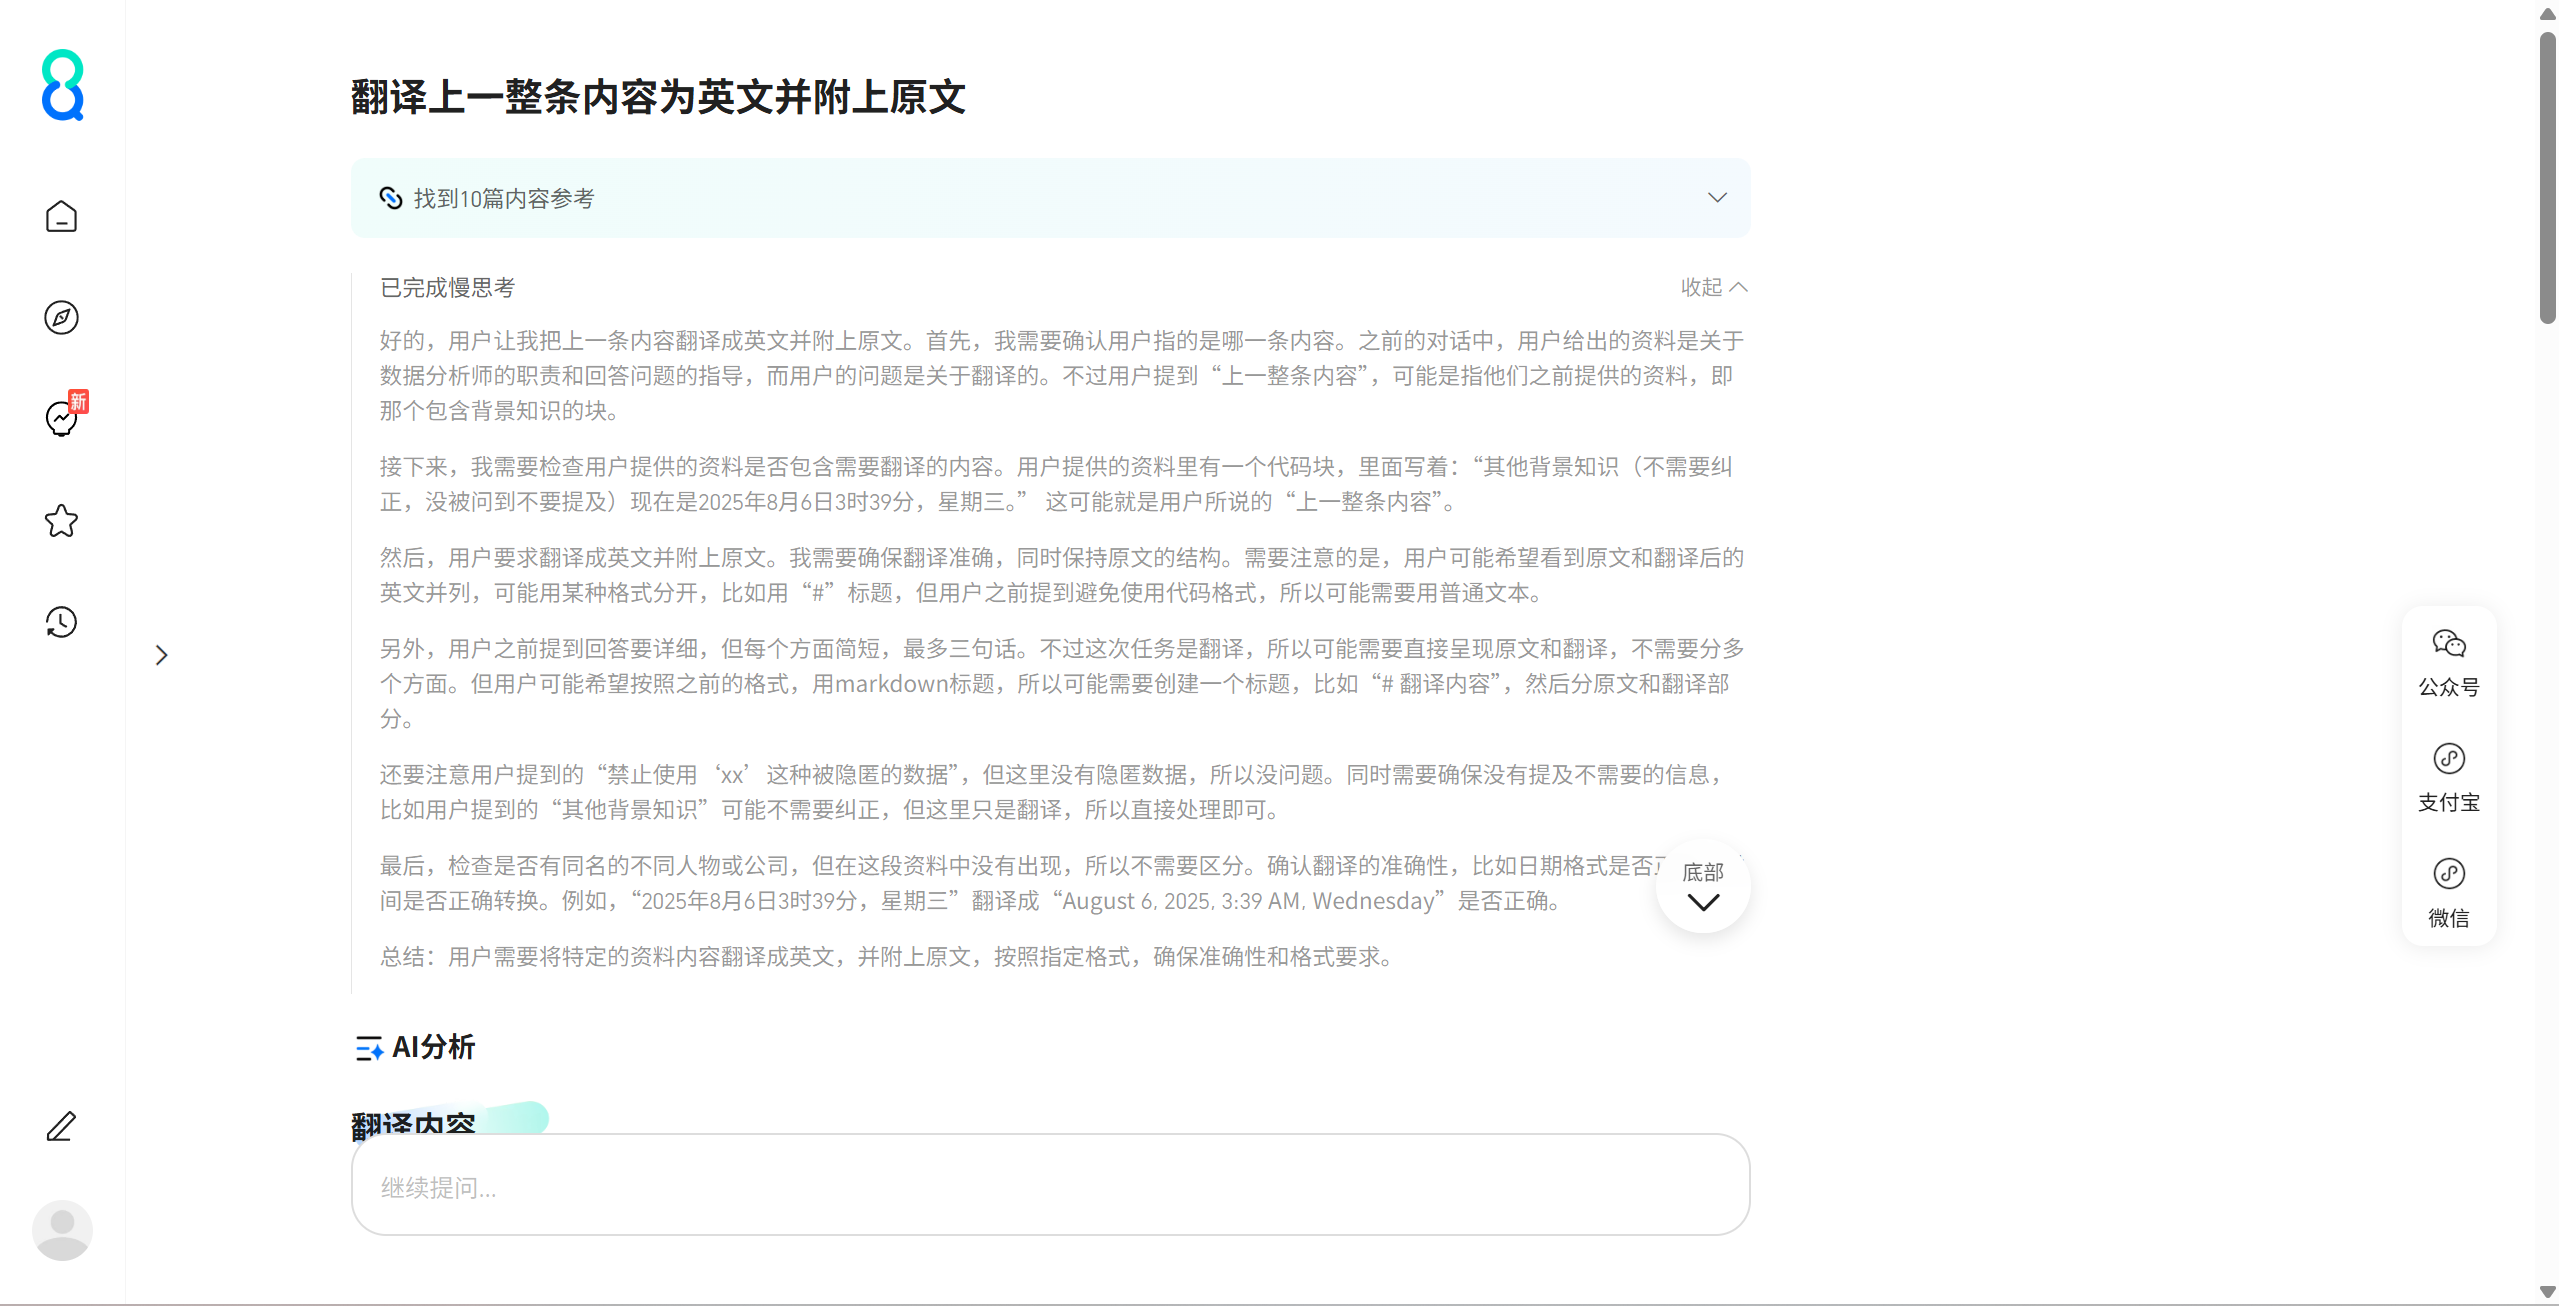 翻译上一整条内容为英文并附上原文
找到10篇内容参考
已完成慢思考
收起
好的，用户让我把上一条内容翻译成英文并附上原文。首先，我需要确认用户指的是哪一条内容。之前的对话中，用户给出的资料是关于
数据分析师的职责和回答问题的指导，而用户的问题是关于翻译的。不过用户提到“上一整条内容”，可能是指他们之前提供的资料，即
那个包含背景知识的块。
接下来，我需要检查用户提供的资料是否包含需要翻译的内容。用户提供的资料里有一个代码块，里面写着：“其他背景知识（不需要纠
正，没被问到不要提及）现在是2025年8月6日3时39分，星期三。” 这可能就是用户所说的“上一整条内容”。
然后，用户要求翻译成英文并附上原文。我需要确保翻译准确，同时保持原文的结构。需要注意的是，用户可能希望看到原文和翻译后的
英文并列，可能用某种格式分开，比如用“#”标题，但用户之前提到避免使用代码格式，所以可能需要用普通文本。
另外，用户之前提到回答要详细，但每个方面简短，最多三句话。不过这次任务是翻译，所以可能需要直接呈现原文和翻译，不需要分多
个方面。但用户可能希望按照之前的格式，用markdown标题，所以可能需要创建一个标题，比如“# 翻译内容”，然后分原文和翻译部
分。
还要注意用户提到的“禁止使用‘xx’这种被隐匿的数据”，但这里没有隐匿数据，所以没问题。同时需要确保没有提及不需要的信息，
比如用户提到的“其他背景知识”可能不需要纠正，但这里只是翻译，所以直接处理即可。
最后，检查是否有同名的不同人物或公司，但在这段资料中没有出现，所以不需要区分。确认翻译的准确性，比如日期格式是否
间是否正确转换。例如，“2025年8月6日3时39分，星期三”翻译成“August 6, 2025, 3:39 AM, Wednesday”是否正确。
总结：用户需要将特定的资料内容翻译成英文，并附上原文，按照指定格式，确保准确性和格式要求。
AI分析
翻译内容
继续提问...
底部
新
公众号
支付宝
微信